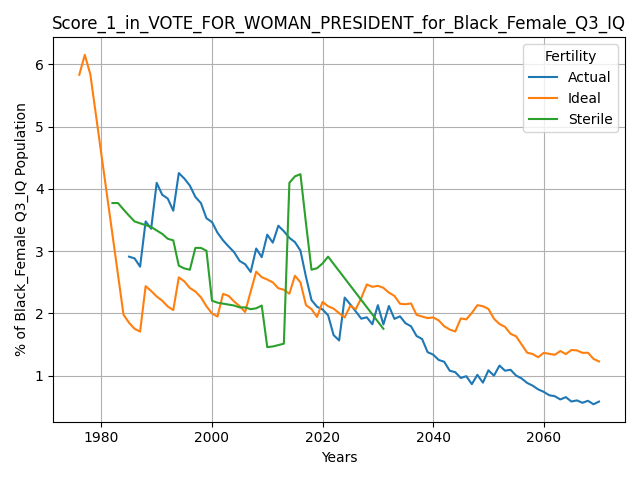 Score_1_in_VOTE_FOR_WOMAN_PRESIDENT_for_Black_Female_Q3_IQ
% of Black_Female Q3_IQ Population
6
5
4
3
2
1
Fertility
Actual
Ideal
Sterile
1980
2000
2020
2040
2060
Years